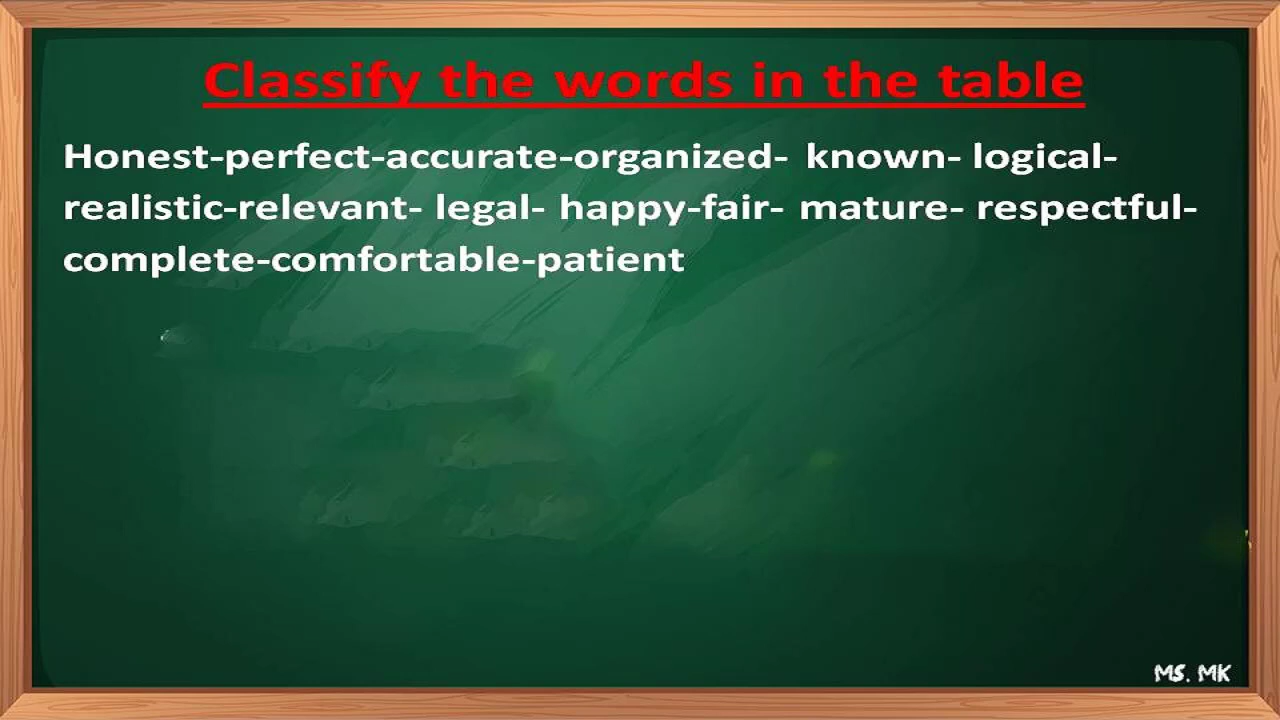 Classify the words in the table
Honest-perfect-accurate-organized- known- logical-
realistic-relevant- legal- happy-fair- mature- respectful-
complete-comfortable-patient
MS. MK